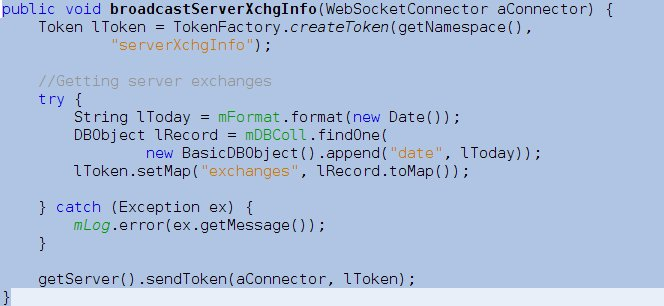 public void broadcastServerXchgInfo(WebSocketConnector aConnector) {
    Token lToken = TokenFactory.createToken(getNamespace(),
            "serverXchgInfo");

    //Getting server exchanges
    try {
        String lToday = mFormat.format(new Date());
        DBObject lRecord = mDBColl.findOne(
                new BasicDBObject().append("date", lToday));
        lToken.setMap("exchanges", lRecord.toMap());

    } catch (Exception ex) {
        mLog.error(ex.getMessage());
    }

    getServer().sendToken(aConnector, lToken);
}